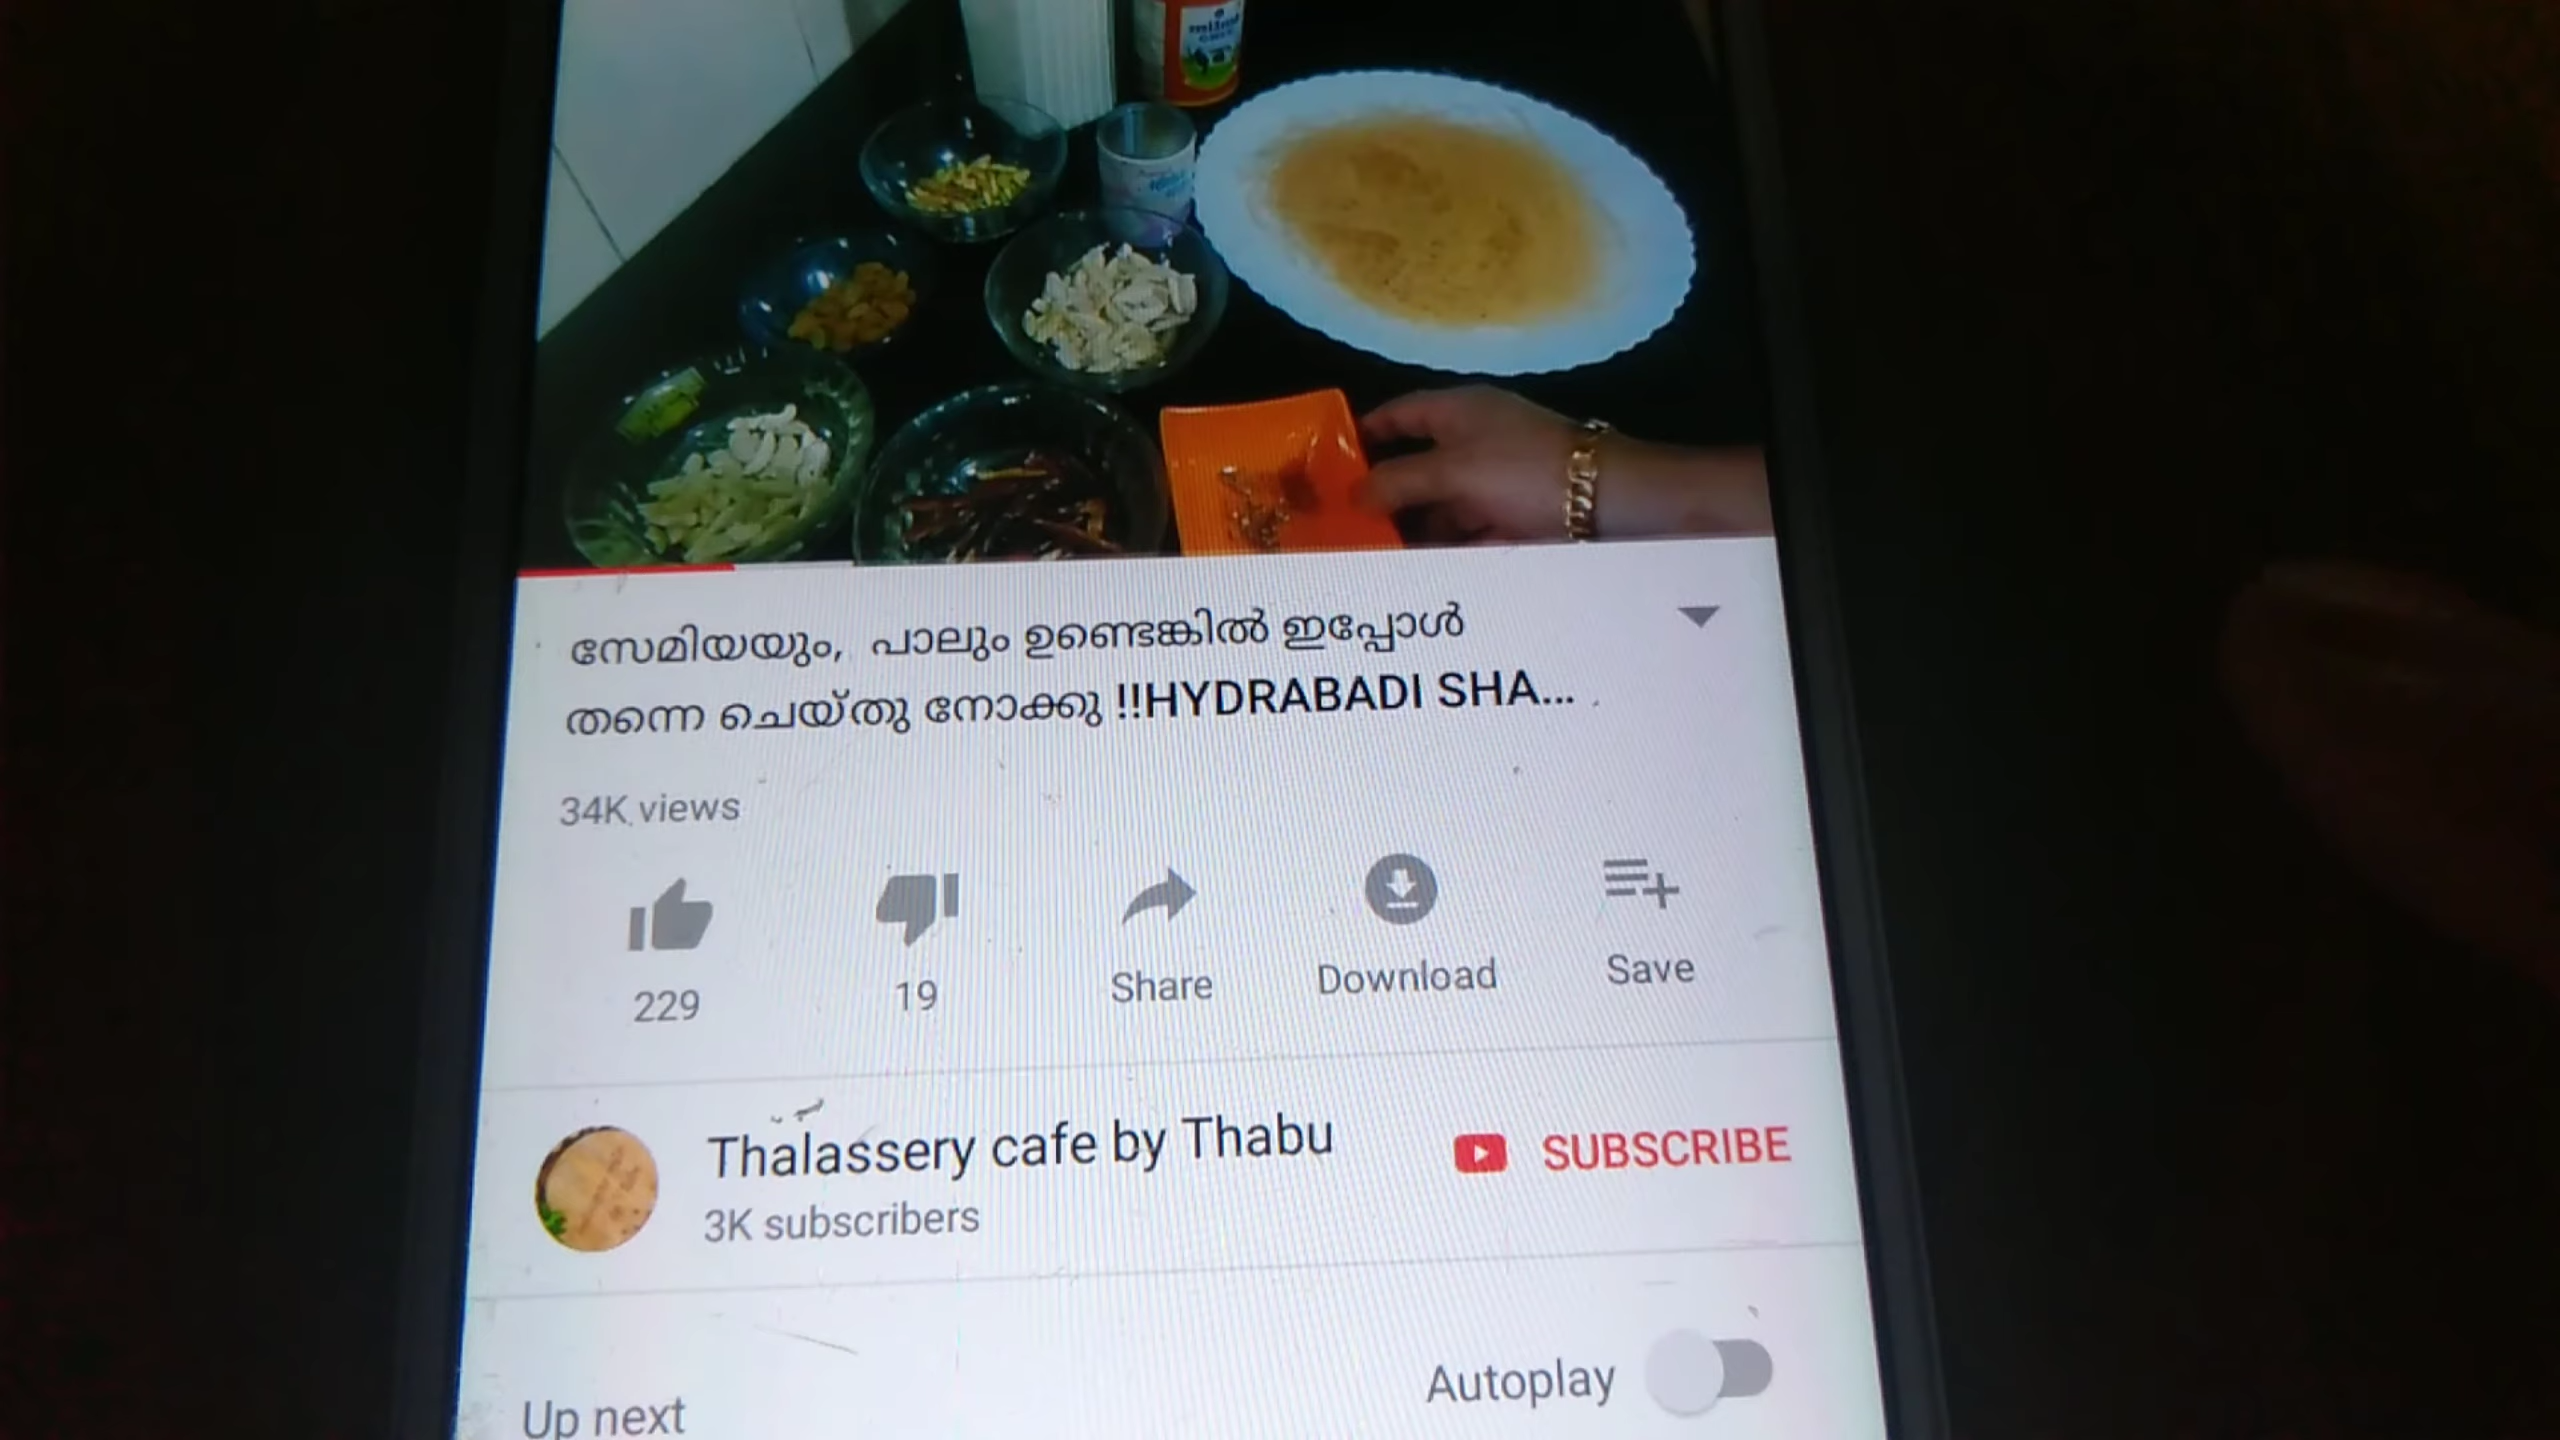 സേമിയയും, പാലും ഉണ്ടെങ്കിൽ ഇപ്പോൾ
തന്നെ ചെയ്തു നോക്കു !!HYDRABADI SHA...
34K views
229
19
Share
Download
Save
Thalassery cafe by Thabu
3K subscribers
SUBSCRIBE
Autoplay
Up next